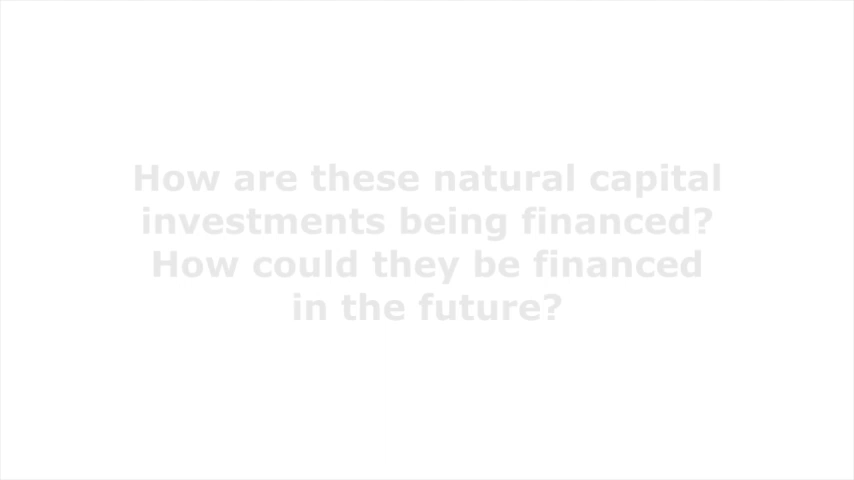 How are these natural capital
investments being financed?
How could they be financed
in the future?